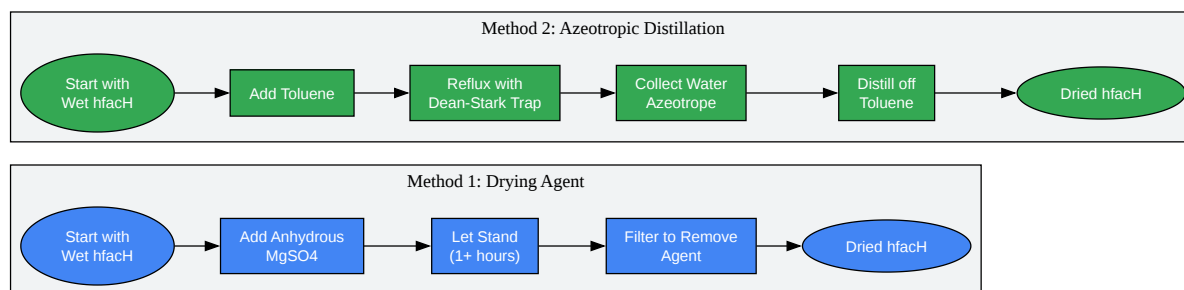 Method 2: Azeotropic Distillation
Start with
Wet hfacH
Add Toluene
Reflux with
Dean-Stark Trap
Collect Water
Azeotrope
Distill off
Toluene
Dried hfacH
Method 1: Drying Agent
Start with
Wet hfacH
Add Anhydrous
MgSO4
Let Stand
(1+ hours)
Filter to Remove
Agent
Dried hfacH